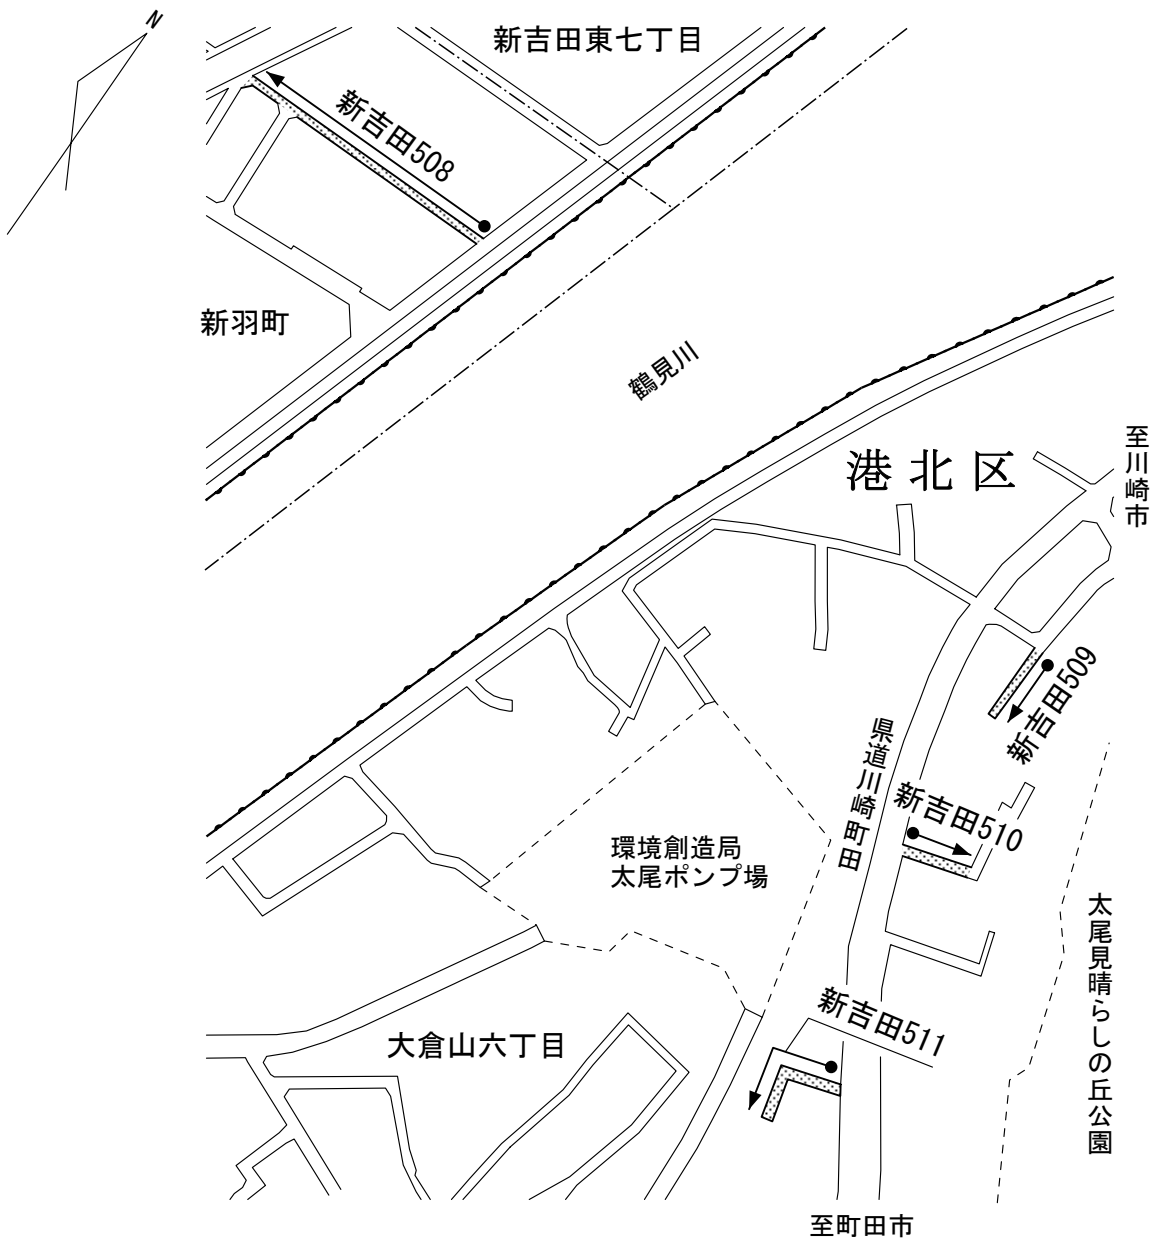 N
新吉田東七丁目
新吉田508
新羽町
鶴見川
至川崎市
港北区
新吉田509
県道川崎町田
新吉田510
環境創造局
太尾ポンプ場
太尾見晴らしの丘公園
新吉田511
大倉山六丁目
至町田市